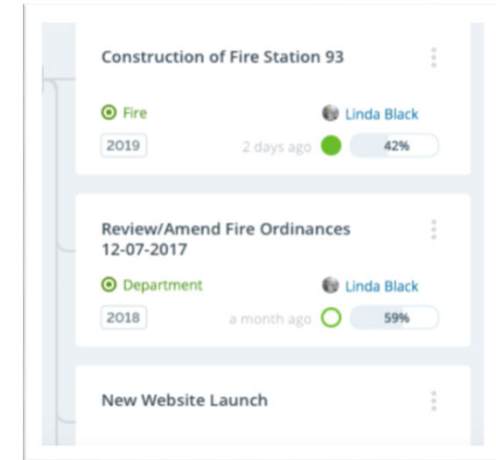 Construction of Fire Station 93
Fire
Linda Black
2019
2 days ago
42%
Review/Amend Fire Ordinances
12-07-2017
Department
Linda Black
2018
a month ago
59%
New Website Launch